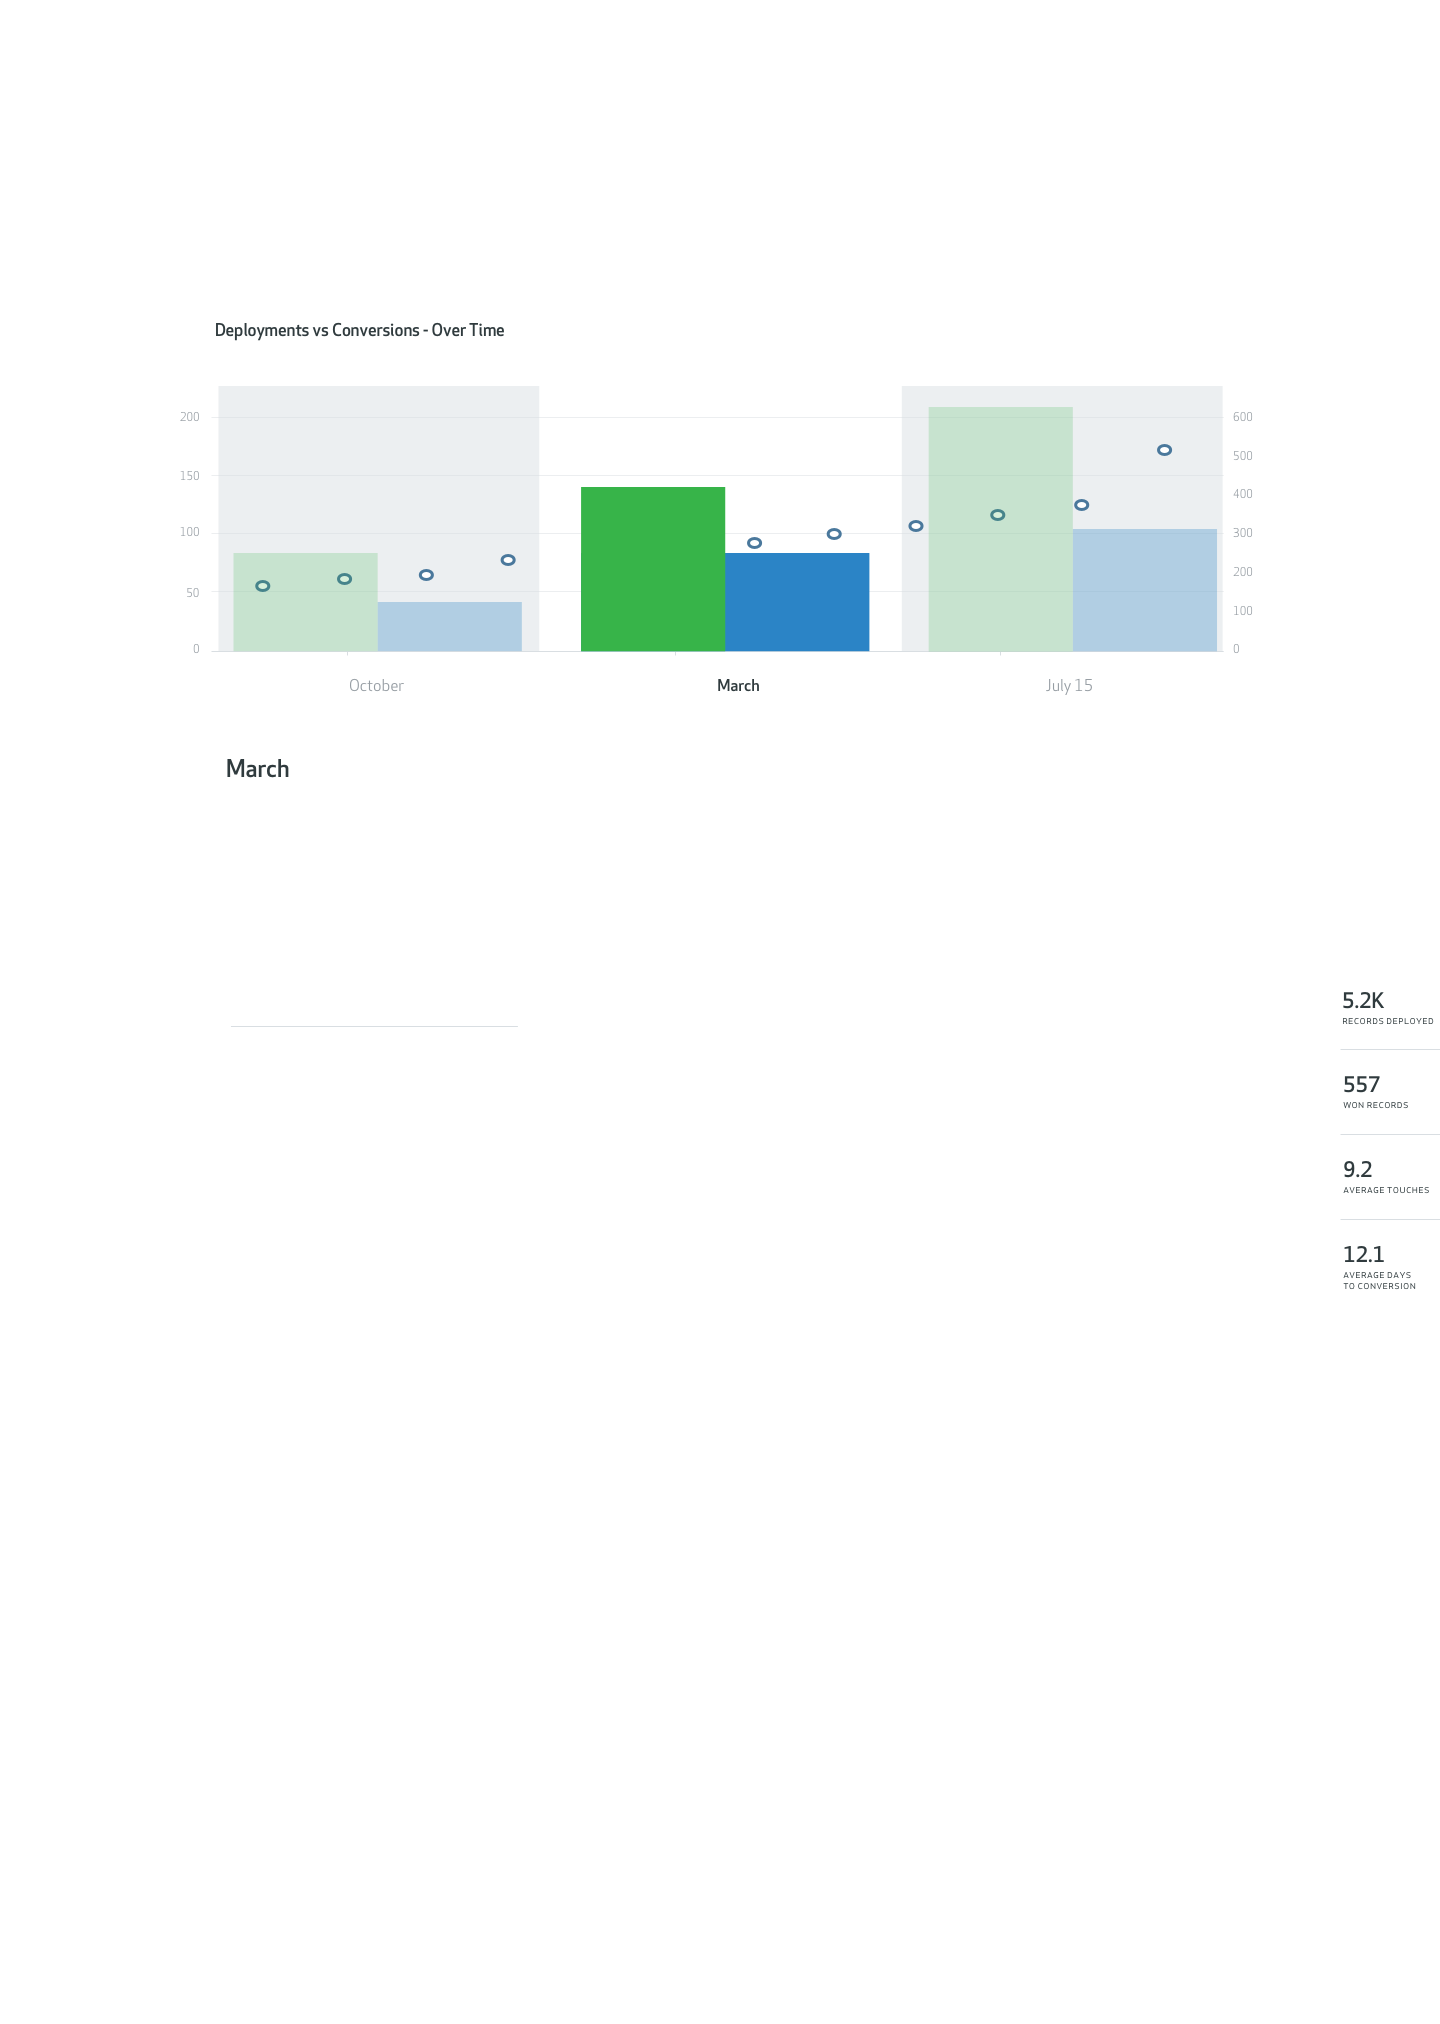 Deployments vs Conversions - Over Time
200
150
100
50
0
600
500
400
300
200
100
0
October
March
July 15
March
5.2K
RECORDS DEPLOYED
557
WON RECORDS
9.2
AVERAGE TOUCHES
12.1
AVERAGE DAYS
TO CONVERSION